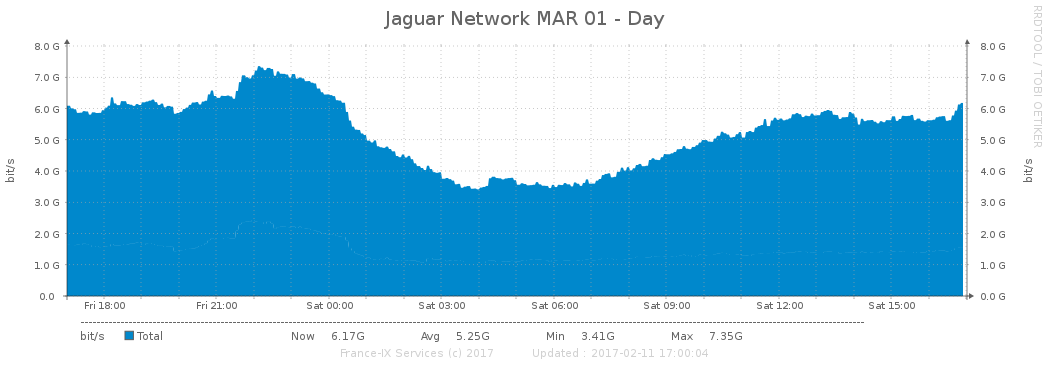 Jaguar Network MAR 01 - Day
RRDTOOL / TOBI OETIKER
bit/s
8.0 G
7.0 G
6.0 G
5.0 G
4.0 G
3.0 G
2.0 G
1.0 G
0.0
8.0 G
7.0 G
6.0 G
5.0 G
4.0 G
3.0 G
2.0 G
1.0 G
0.0 G
bit/s
Fri 18:00 Fri 21:00 Sat 00:00 Sat 03:00 Sat 06:00 Sat 09:00 Sat 12:00 Sat 15:00
bit/s Total Now 6.17G Avg 5.25G Min 3.41G Max 7.35G
France-IX Services (c) 2017 Updated : 2017-02-11 17:00:04